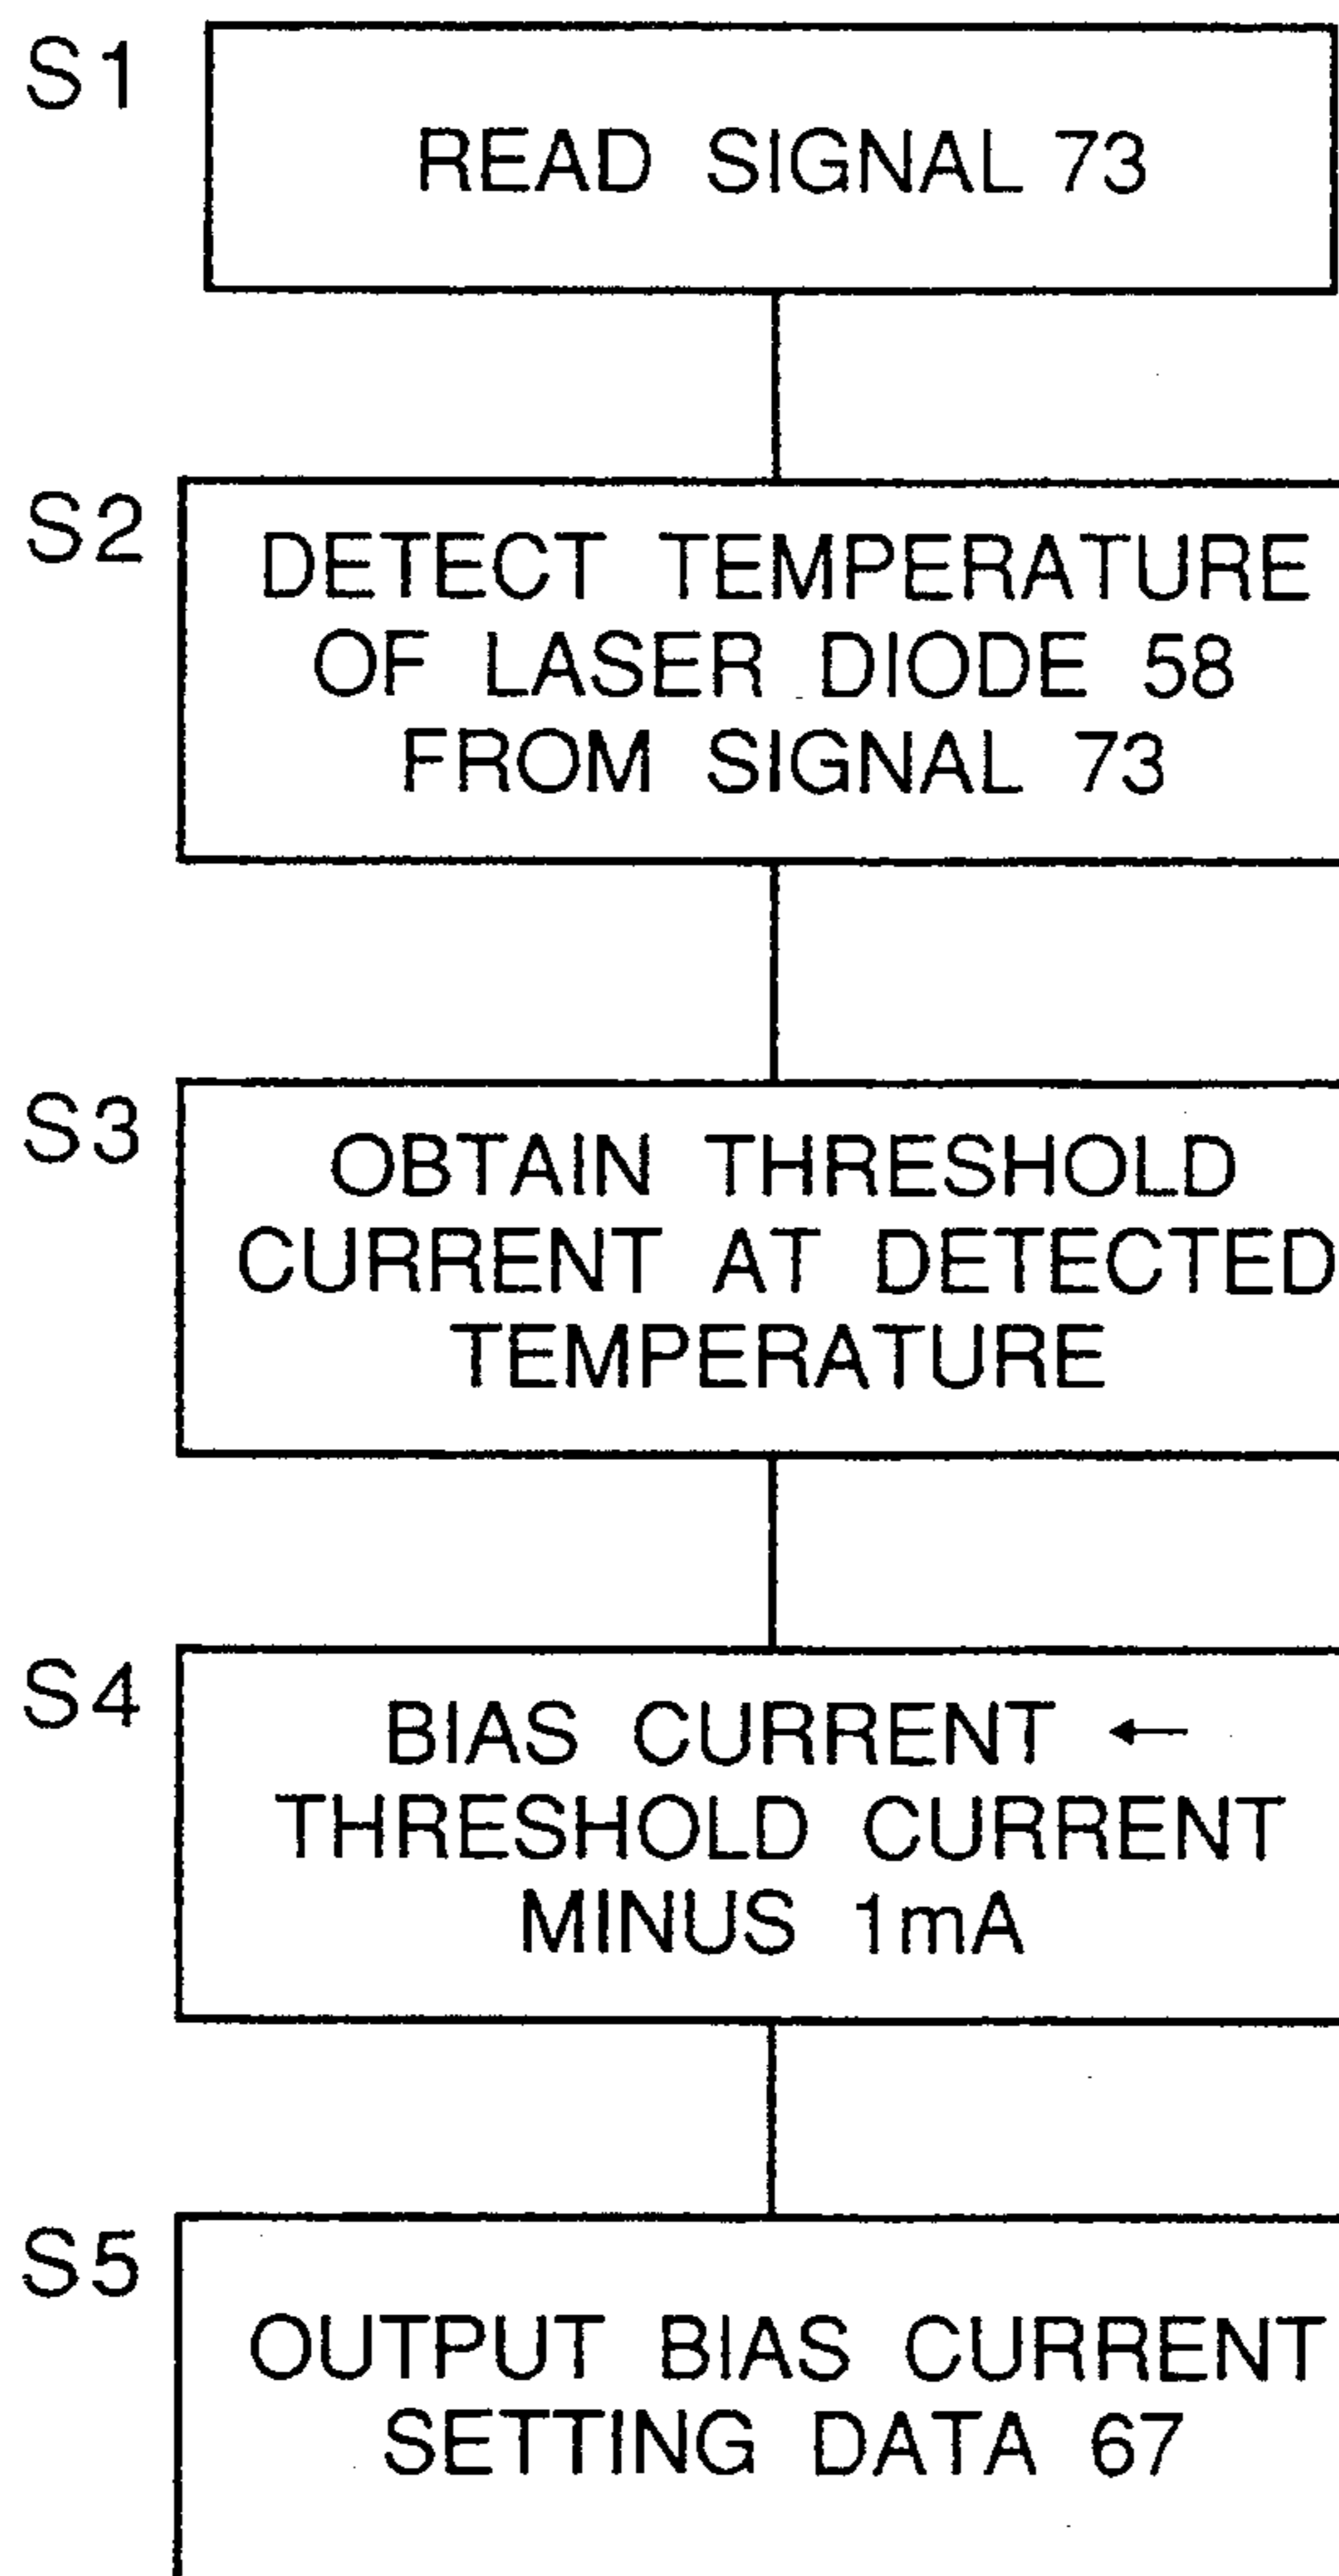 S1
READ SIGNAL 73
S2
DETECT TEMPERATURE
OF LASER DIODE 58
FROM SIGNAL 73
S3
OBTAIN THRESHOLD
CURRENT AT DETECTED
TEMPERATURE
S4
BIAS CURRENT ←
THRESHOLD CURRENT
MINUS 1mA
S5
OUTPUT BIAS CURRENT
SETTING DATA 67